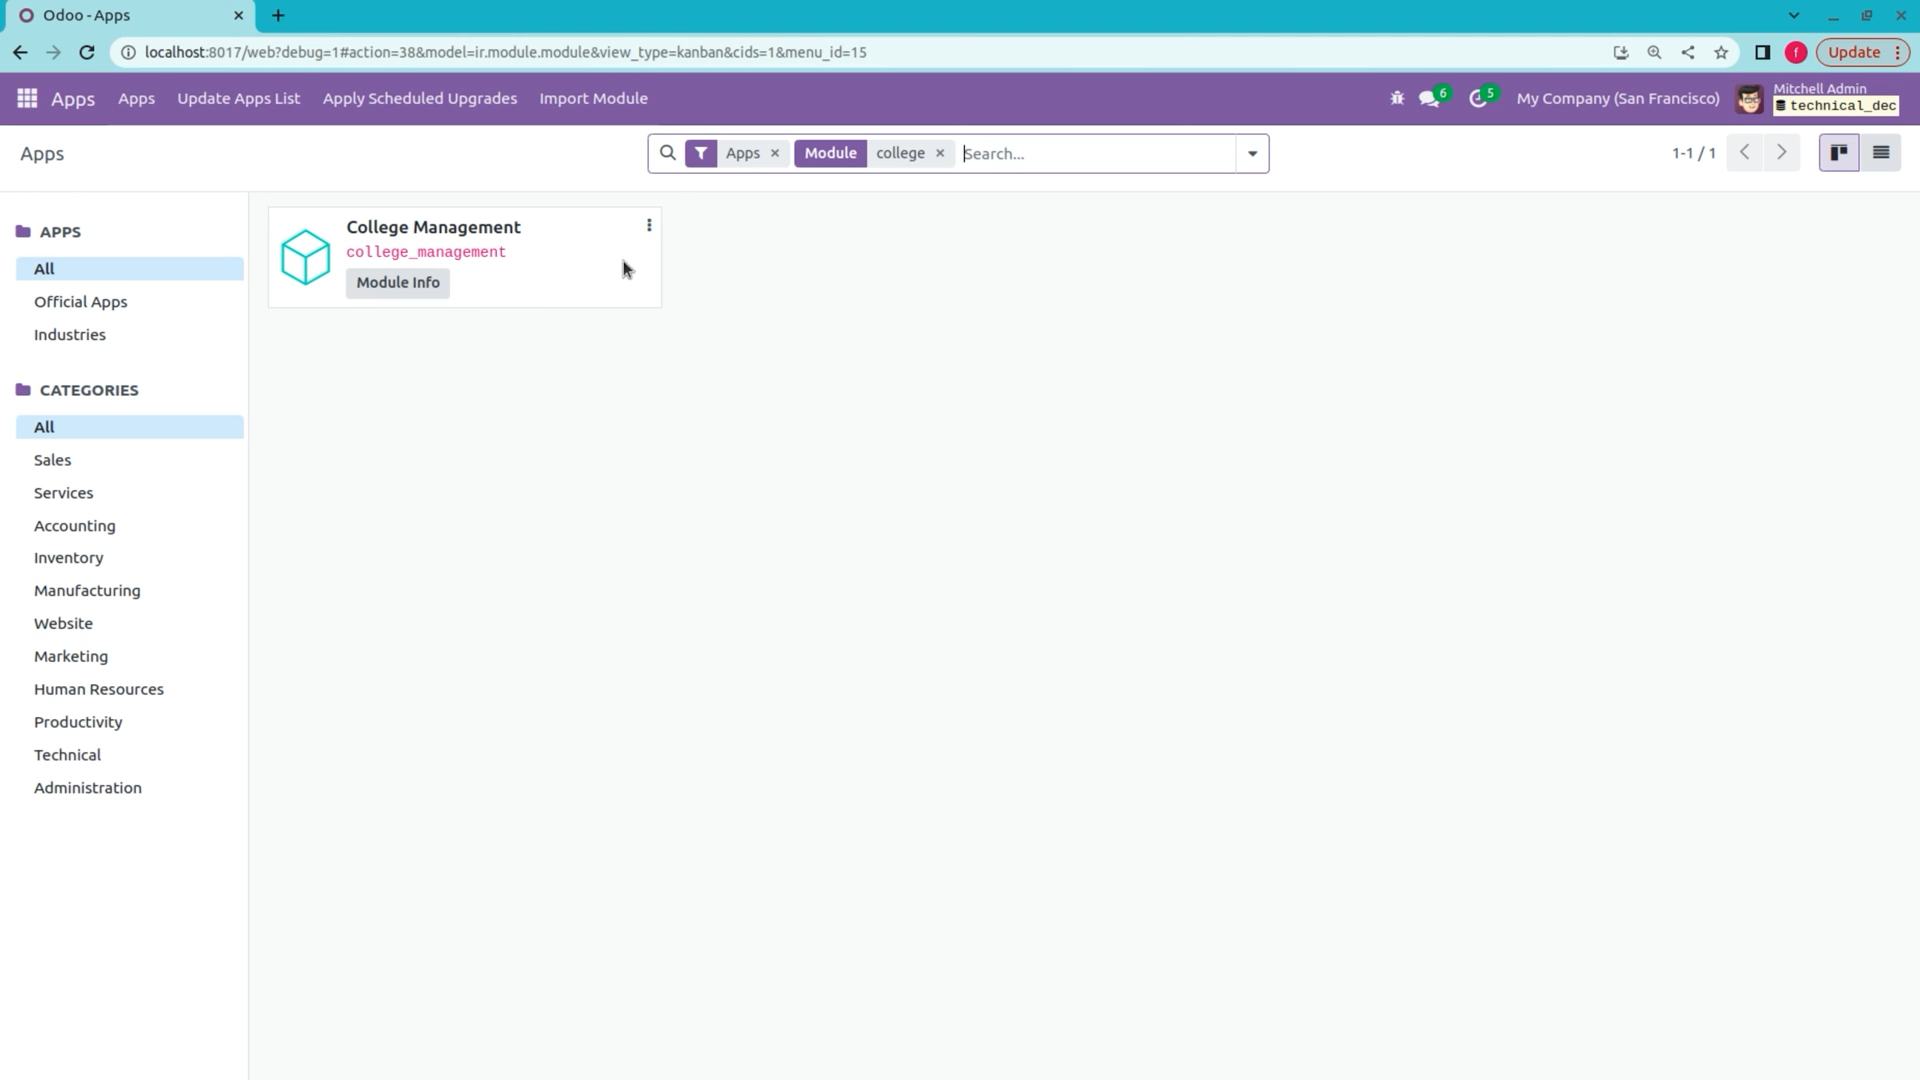 Odoo - Apps
localhost:8017/web?debug=1#action=38&model=ir.module.module&view_type=kanban&cids=1&menu_id=15
f
Update
Apps
Apps
Update Apps List
Apply Scheduled Upgrades
Import Module
6
5
My Company (San Francisco)
Mitchell Admin
technical_dec
Apps
Apps
Module
college
Search...
1-1 / 1
APPS
All
Official Apps
Industries
CATEGORIES
All
Sales
Services
Accounting
Inventory
Manufacturing
Website
Marketing
Human Resources
Productivity
Technical
Administration
College Management
college_management
Module Info